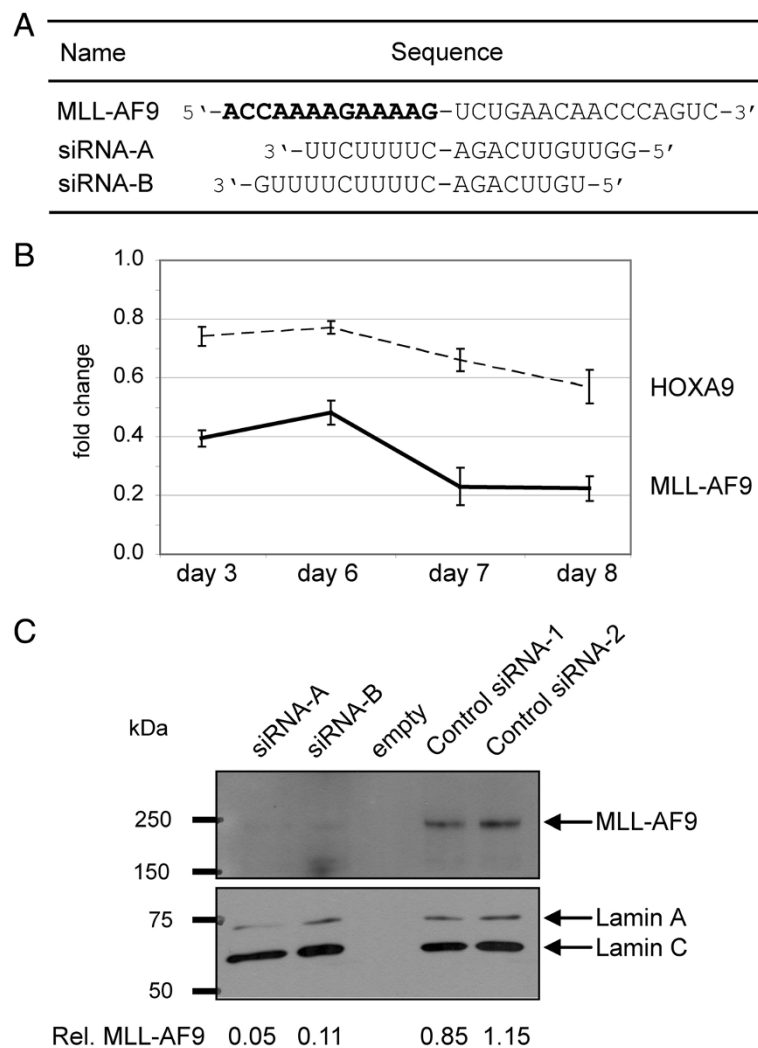 A
Name Sequence
MLL-AF9 5‘-ACCAAAAGAAAAG-UCUGAACAACCCAGUC-3’
siRNA-A 3‘-UUCUUUUC-AGACUUGUUGG-5’
siRNA-B 3‘-GUUUUCUUUUC-AGACUUGU-5’
B
1.0
0.8
0.6
0.4
0.2
0.0
fold change
HOXA9
MLL-AF9
day 3 day 6 day 7 day 8
C
kDa siRNA-A siRNA-B empty Control siRNA-1 Control siRNA-2
250 MLL-AF9
150
75 Lamin A
Lamin C
50
Rel. MLL-AF9 0.05 0.11 0.85 1.15